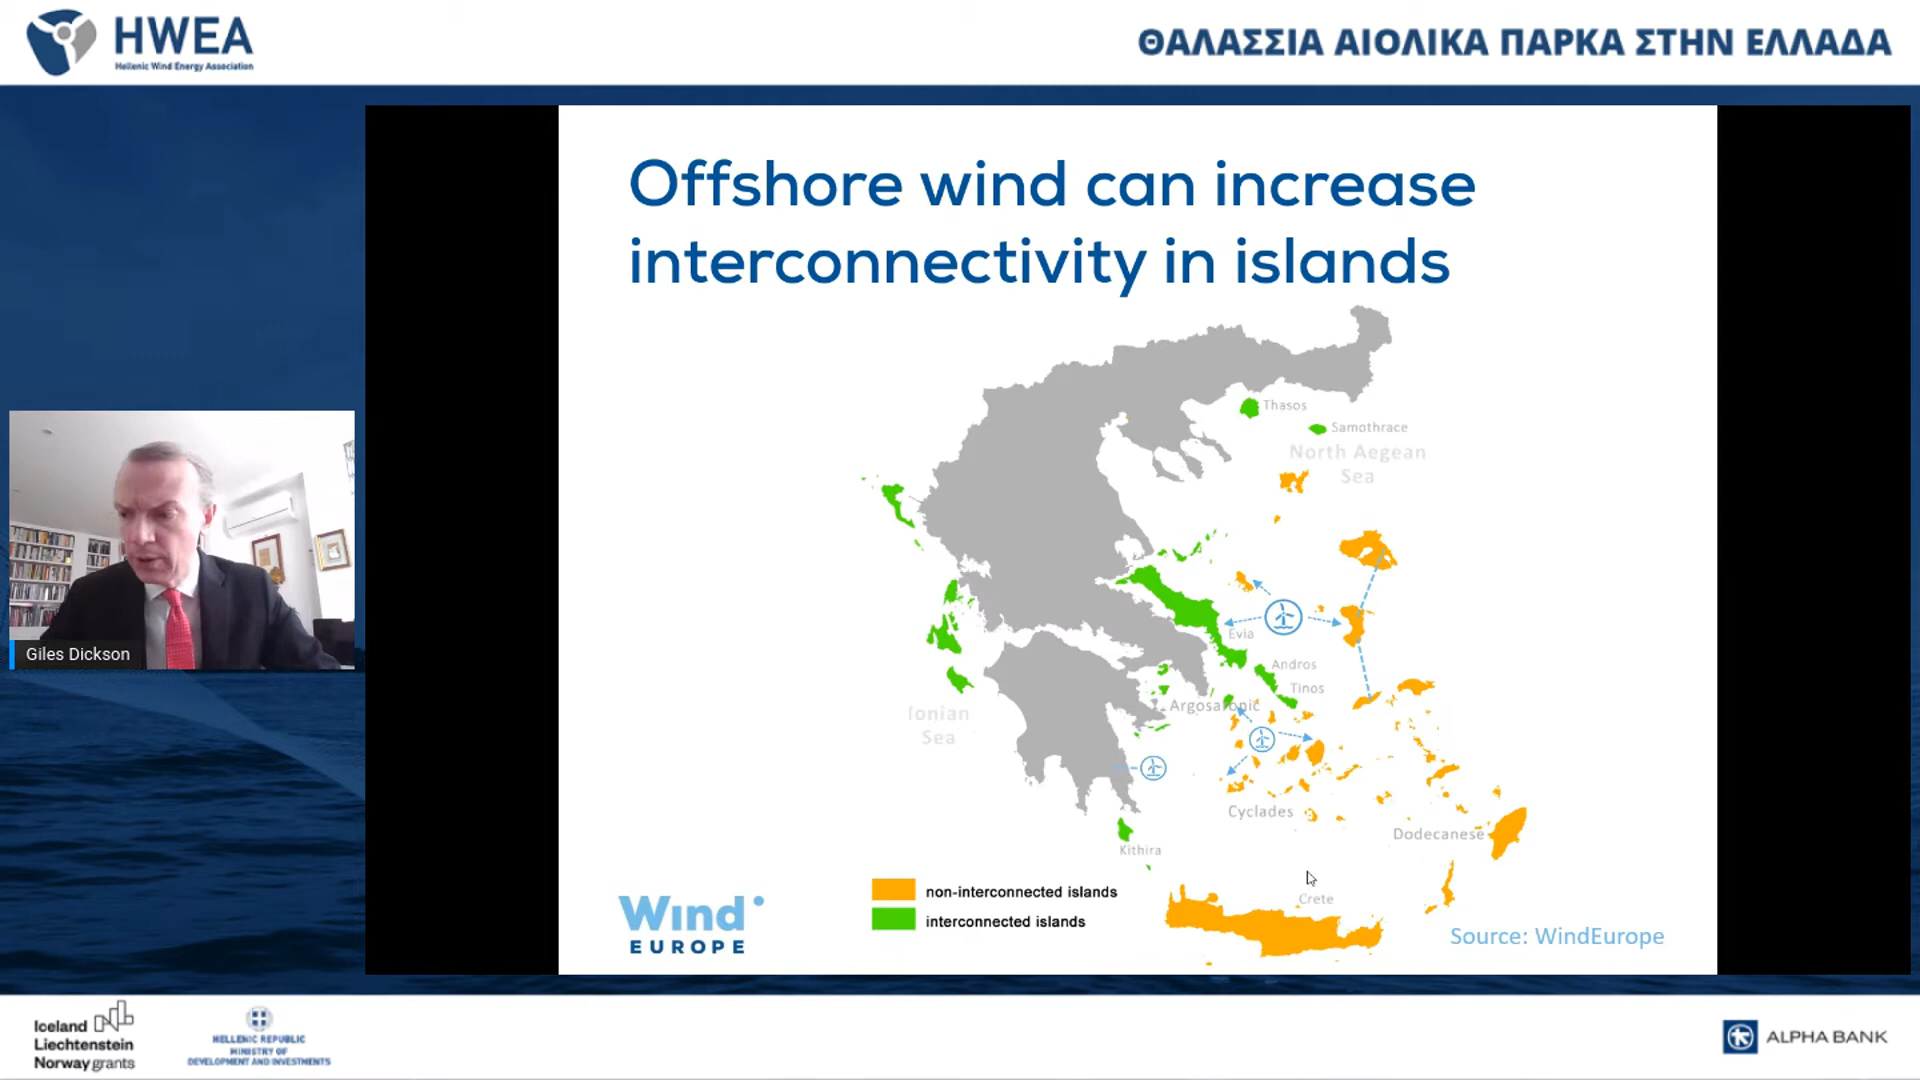 HWEA
Hellenic Wind Energy Association
ΘΑΛΑΣΣΙΑ ΑΙΟΛΙΚΑ ΠΑΡΚΑ ΣΤΗΝ ΕΛΛΑΔΑ
Offshore wind can increase
interconnectivity in islands
Thasos
Samothrace
North Aegean
Sea
Evia
Andros
Tinos
Argosaronic
Ionian
Sea
Cyclades
Dodecanese
Kithira
Crete
non-interconnected islands
interconnected islands
Wind
EUROPE
Source: WindEurope
Giles Dickson
Iceland
Liechtenstein
Norway grants
HELLENIC REPUBLIC
MINISTRY OF
DEVELOPMENT AND INVESTMENTS
ALPHA BANK